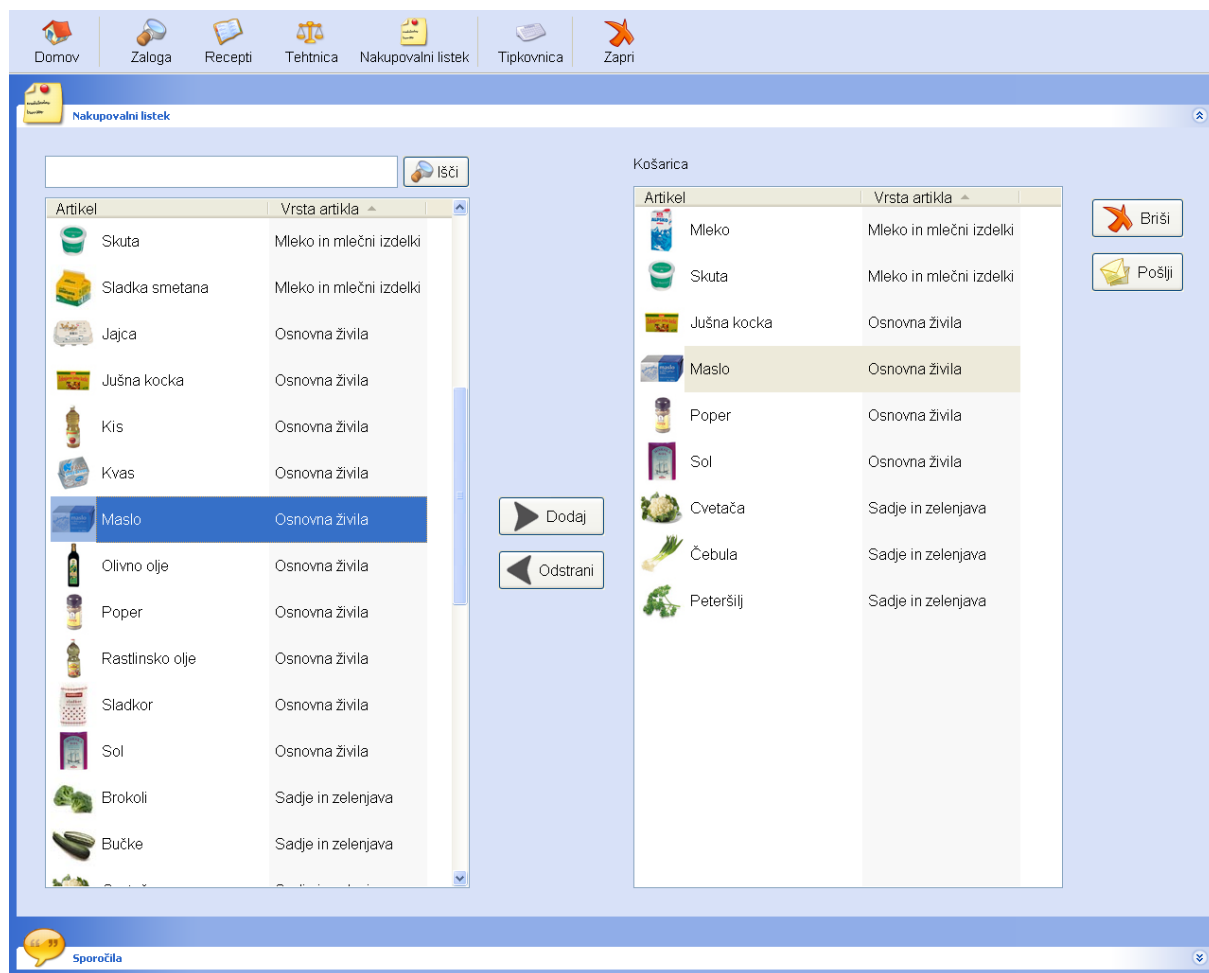 Domov Zaloga Recepti Tehtnica Nakupovalni listek Tipkovnica Zapri
Nakupovalni listek
Išči
Artikel Vrsta artikla
Skuta Mleko in mlečni izdelki
Sladka smetana Mleko in mlečni izdelki
Jajca Osnovna živila
Jušna kocka Osnovna živila
Kis Osnovna živila
Kvas Osnovna živila
Maslo Osnovna živila
Olivno olje Osnovna živila
Poper Osnovna živila
Rastlinsko olje Osnovna živila
Sladkor Osnovna živila
Sol Osnovna živila
Brokoli Sadje in zelenjava
Bučke Sadje in zelenjava
Dodaj
Odstrani
Košarica
Artikel Vrsta artikla
Mleko Mleko in mlečni izdelki
Skuta Mleko in mlečni izdelki
Jušna kocka Osnovna živila
Maslo Osnovna živila
Poper Osnovna živila
Sol Osnovna živila
Cvetača Sadje in zelenjava
Čebula Sadje in zelenjava
Peteršilj Sadje in zelenjava
Briši
Pošlji
Sporočila